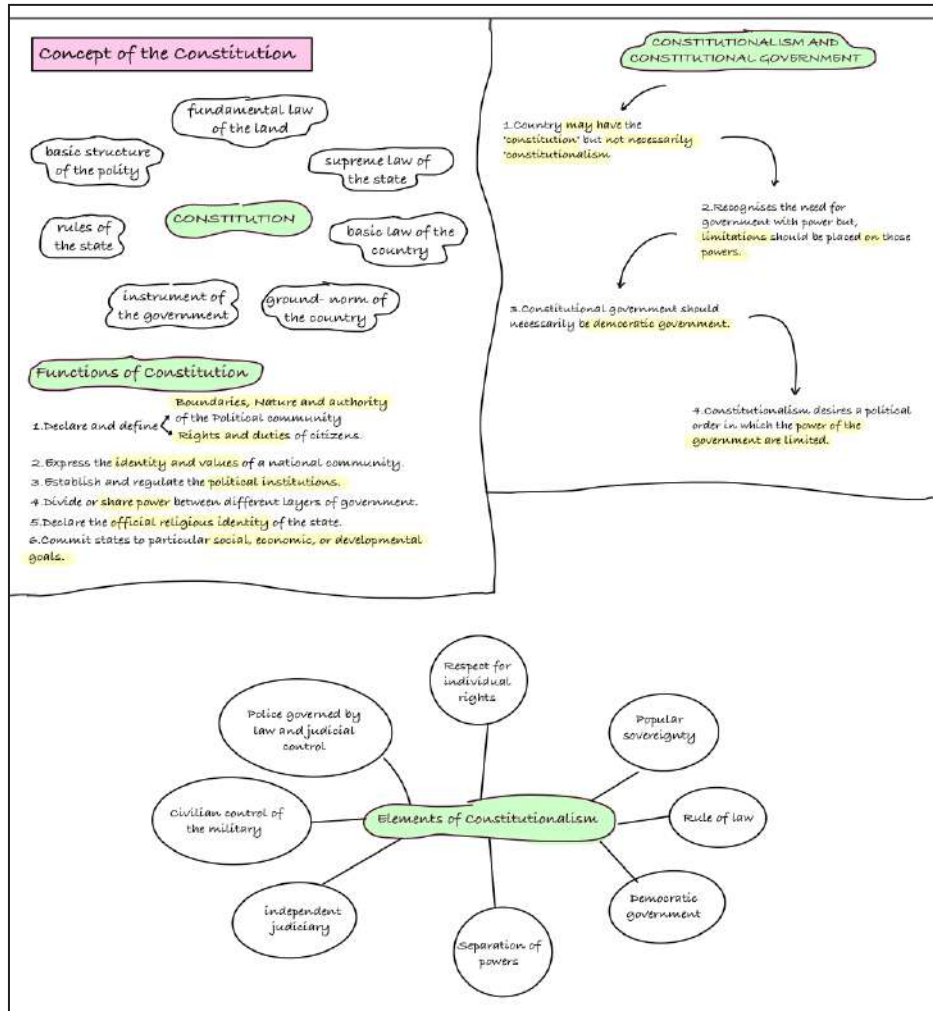 Concept of the Constitution
fundamental law
of the land
basic structure
of the polity
supreme law of
the state
CONSTITUTION
rules of
the state
basic law of the
country
instrument of
the government
ground- norm of
the country
Functions of Constitution
Boundaries, Nature and authority
1.Declare and define
of the Political community
Rights and duties of citizens.
2.Express the identity and values of a national community.
3.Establish and regulate the political institutions.
4.Divide or share power between different layers of government.
5.Declare the official religious identity of the state.
6.Commit states to particular social, economic, or developmental
goals.
CONSTITUTIONALISM AND
CONSTITUTIONAL GOVERNMENT
1.Country may have the
'constitution' but not necessarily
'constitutionalism
2.Recognises the need for
government with power but,
limitations should be placed on those
powers.
3.Constitutional government should
necessarily be democratic government.
4.Constitutionalism desires a political
order in which the power of the
government are limited.
Respect for
individual
rights
Police governed by
law and judicial
control
Popular
sovereignty
Civilian control of
the military
Elements of Constitutionalism
Rule of law
independent
judiciary
Democratic
government
Separation of
powers